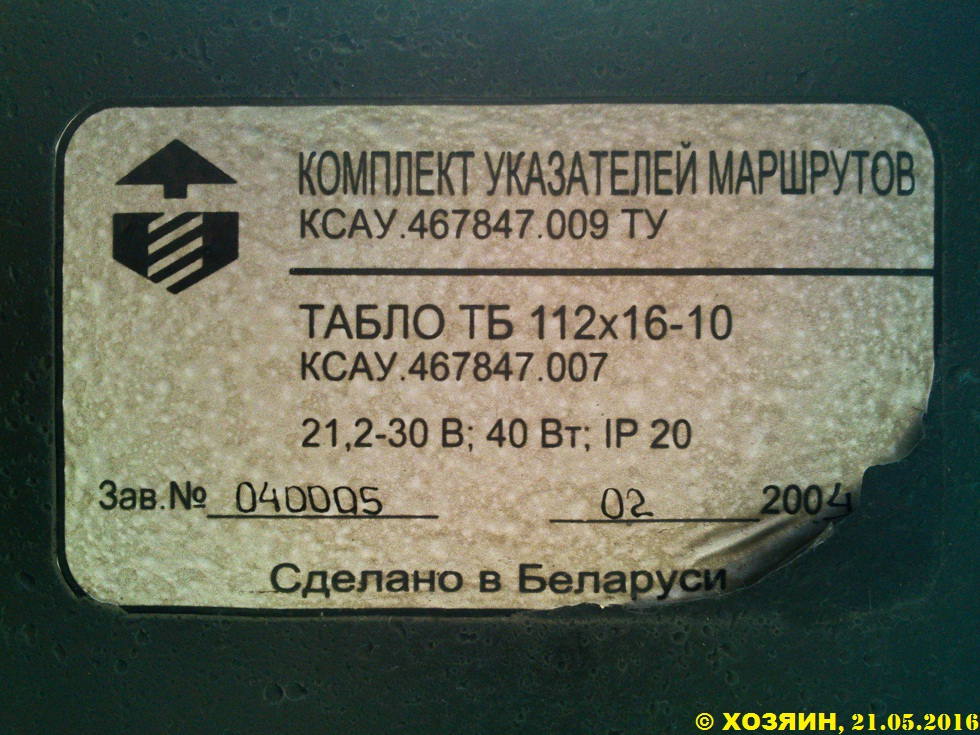 КОМПЛЕКТ УКАЗАТЕЛЕЙ МАРШРУТОВ
КСАУ.467847.009 ТУ
ТАБЛО ТБ 112х16-10
КСАУ.467847.007
21,2-30 В; 40 Вт; IP 20
Зав.№ 040005 02 2004
Сделано в Беларуси
© ХОЗЯИН, 21.05.2016